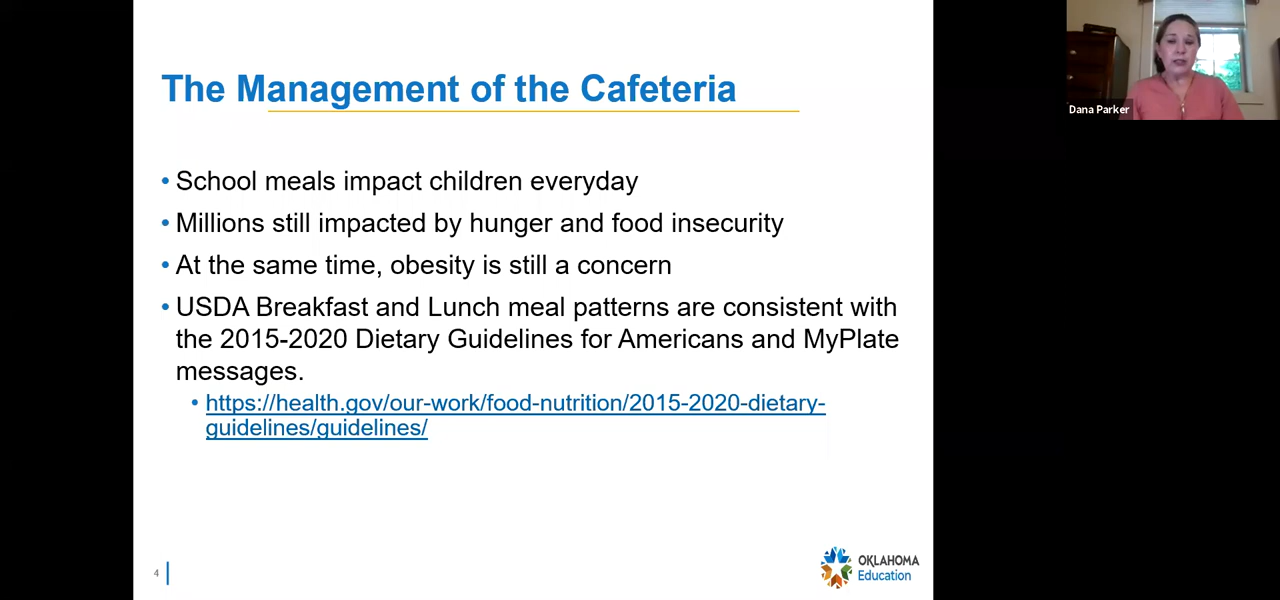 The Management of the Cafeteria
• School meals impact children everyday
• Millions still impacted by hunger and food insecurity
• At the same time, obesity is still a concern
• USDA Breakfast and Lunch meal patterns are consistent with
the 2015-2020 Dietary Guidelines for Americans and MyPlate
messages.
• https://health.gov/our-work/food-nutrition/2015-2020-dietary-
guidelines/guidelines/
4
OKLAHOMA
Education
Dana Parker